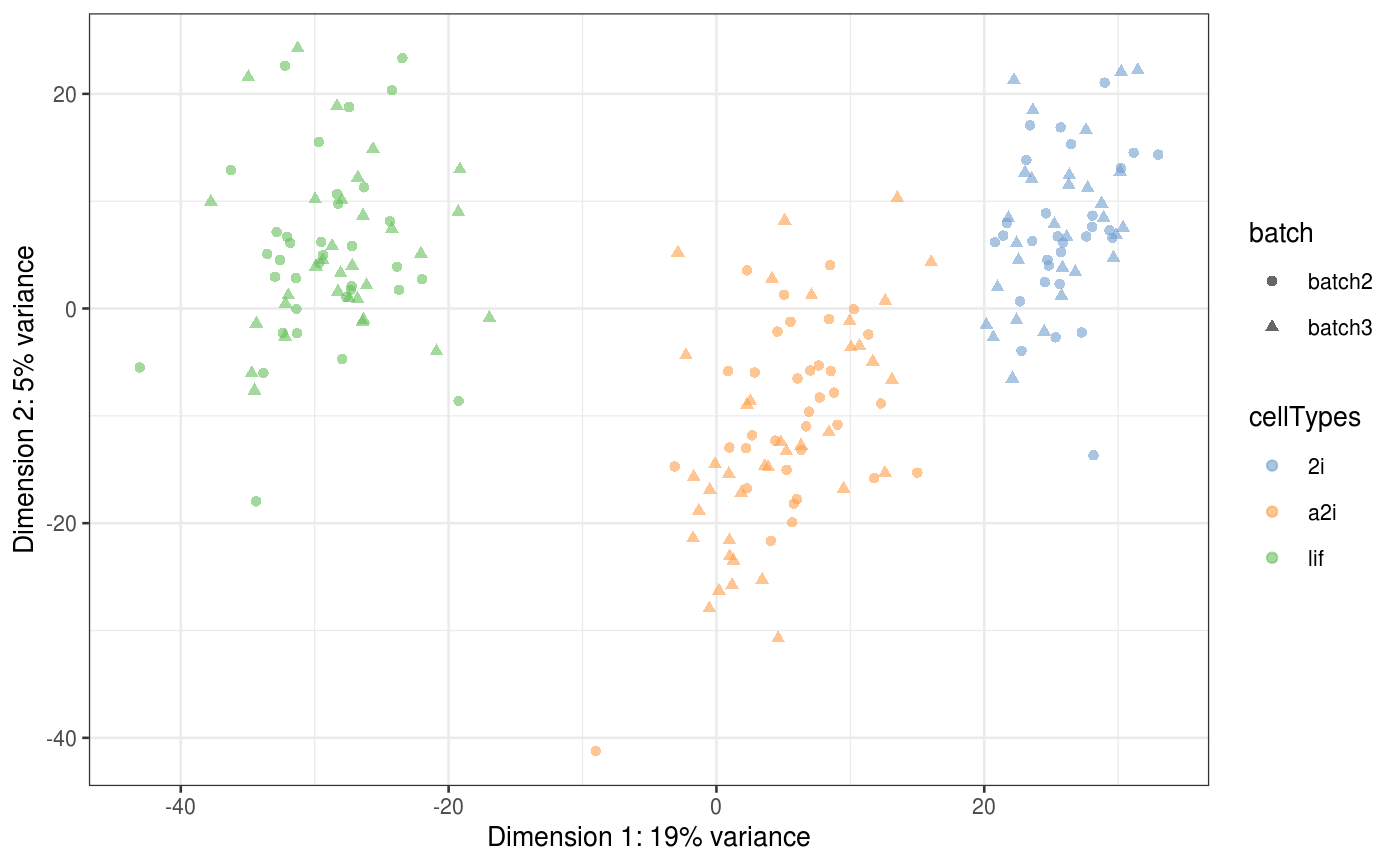 20
0
-20
-40
Dimension 2: 5% variance
-40
-20
0
20
Dimension 1: 19% variance
batch
batch2
batch3
cellTypes
2i
a2i
lif